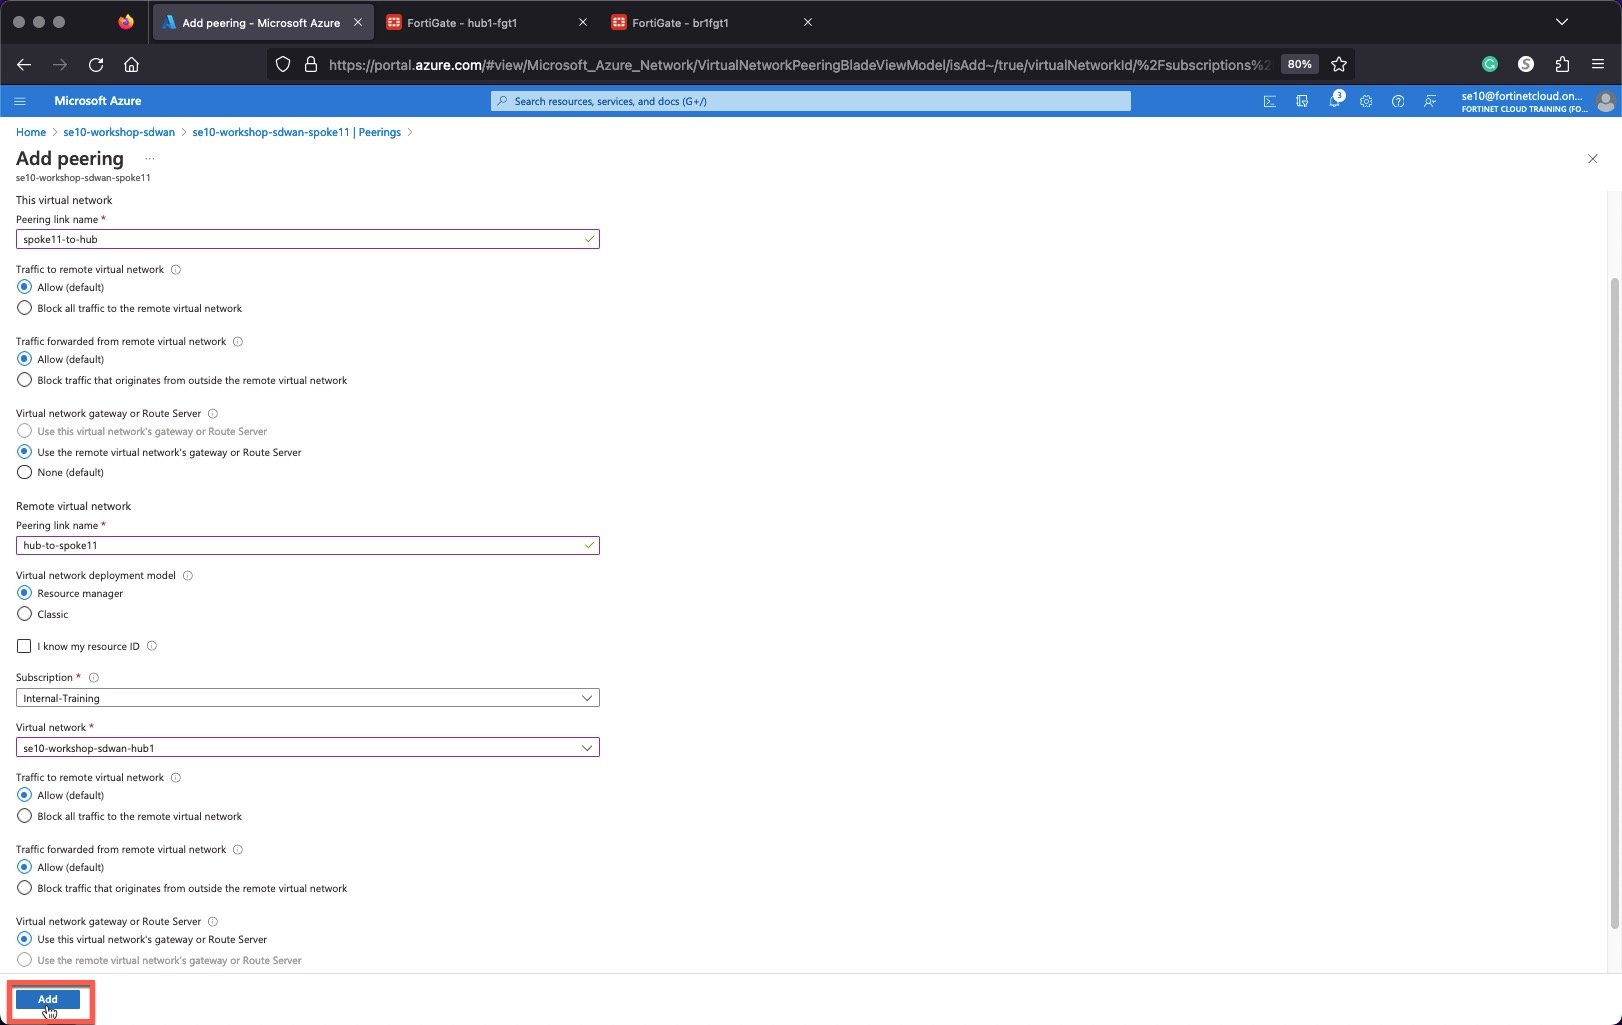 Add peering - Microsoft Azure
FortiGate - hub1-fgt1
FortiGate - br1fgt1
https://portal.azure.com/#view/Microsoft_Azure_Network/VirtualNetworkPeeringBladeViewModel/isAdd~/true/virtualNetworkId/%2Fsubscriptions%2
80%
Microsoft Azure
Search resources, services, and docs (G+/)
3
se10@fortinetcloud.on...
FORTINET CLOUD TRAINING (FO...
Home > se10-workshop-sdwan > se10-workshop-sdwan-spoke11 | Peerings >
Add peering ...
se10-workshop-sdwan-spoke11
This virtual network
Peering link name *
spoke11-to-hub
Traffic to remote virtual network
Allow (default)
Block all traffic to the remote virtual network
Traffic forwarded from remote virtual network
Allow (default)
Block traffic that originates from outside the remote virtual network
Virtual network gateway or Route Server
Use this virtual network's gateway or Route Server
Use the remote virtual network's gateway or Route Server
None (default)
Remote virtual network
Peering link name *
hub-to-spoke11
Virtual network deployment model
Resource manager
Classic
I know my resource ID
Subscription *
Internal-Training
Virtual network *
se10-workshop-sdwan-hub1
Traffic to remote virtual network
Allow (default)
Block all traffic to the remote virtual network
Traffic forwarded from remote virtual network
Allow (default)
Block traffic that originates from outside the remote virtual network
Virtual network gateway or Route Server
Use this virtual network's gateway or Route Server
Use the remote virtual network's gateway or Route Server
Add